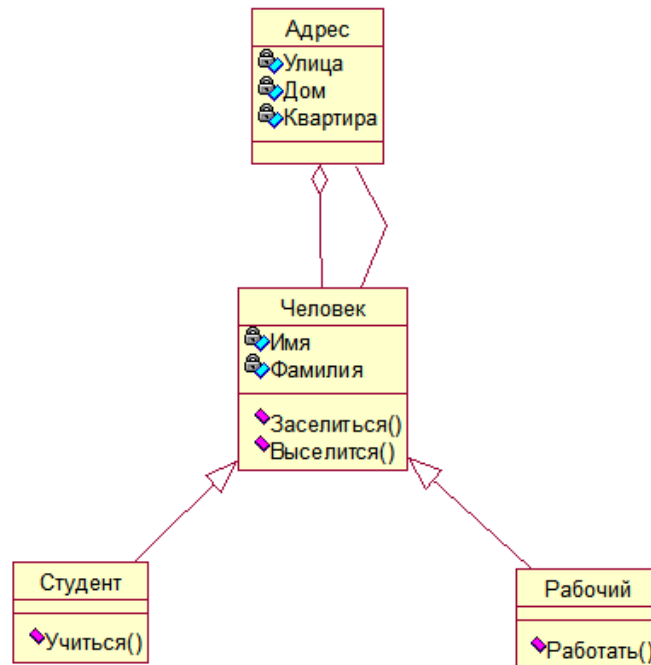 Адрес
Улица
Дом
Квартира
Человек
Имя
Фамилия
Заселиться()
Выселится()
Студент
Учиться()
Рабочий
Работать()